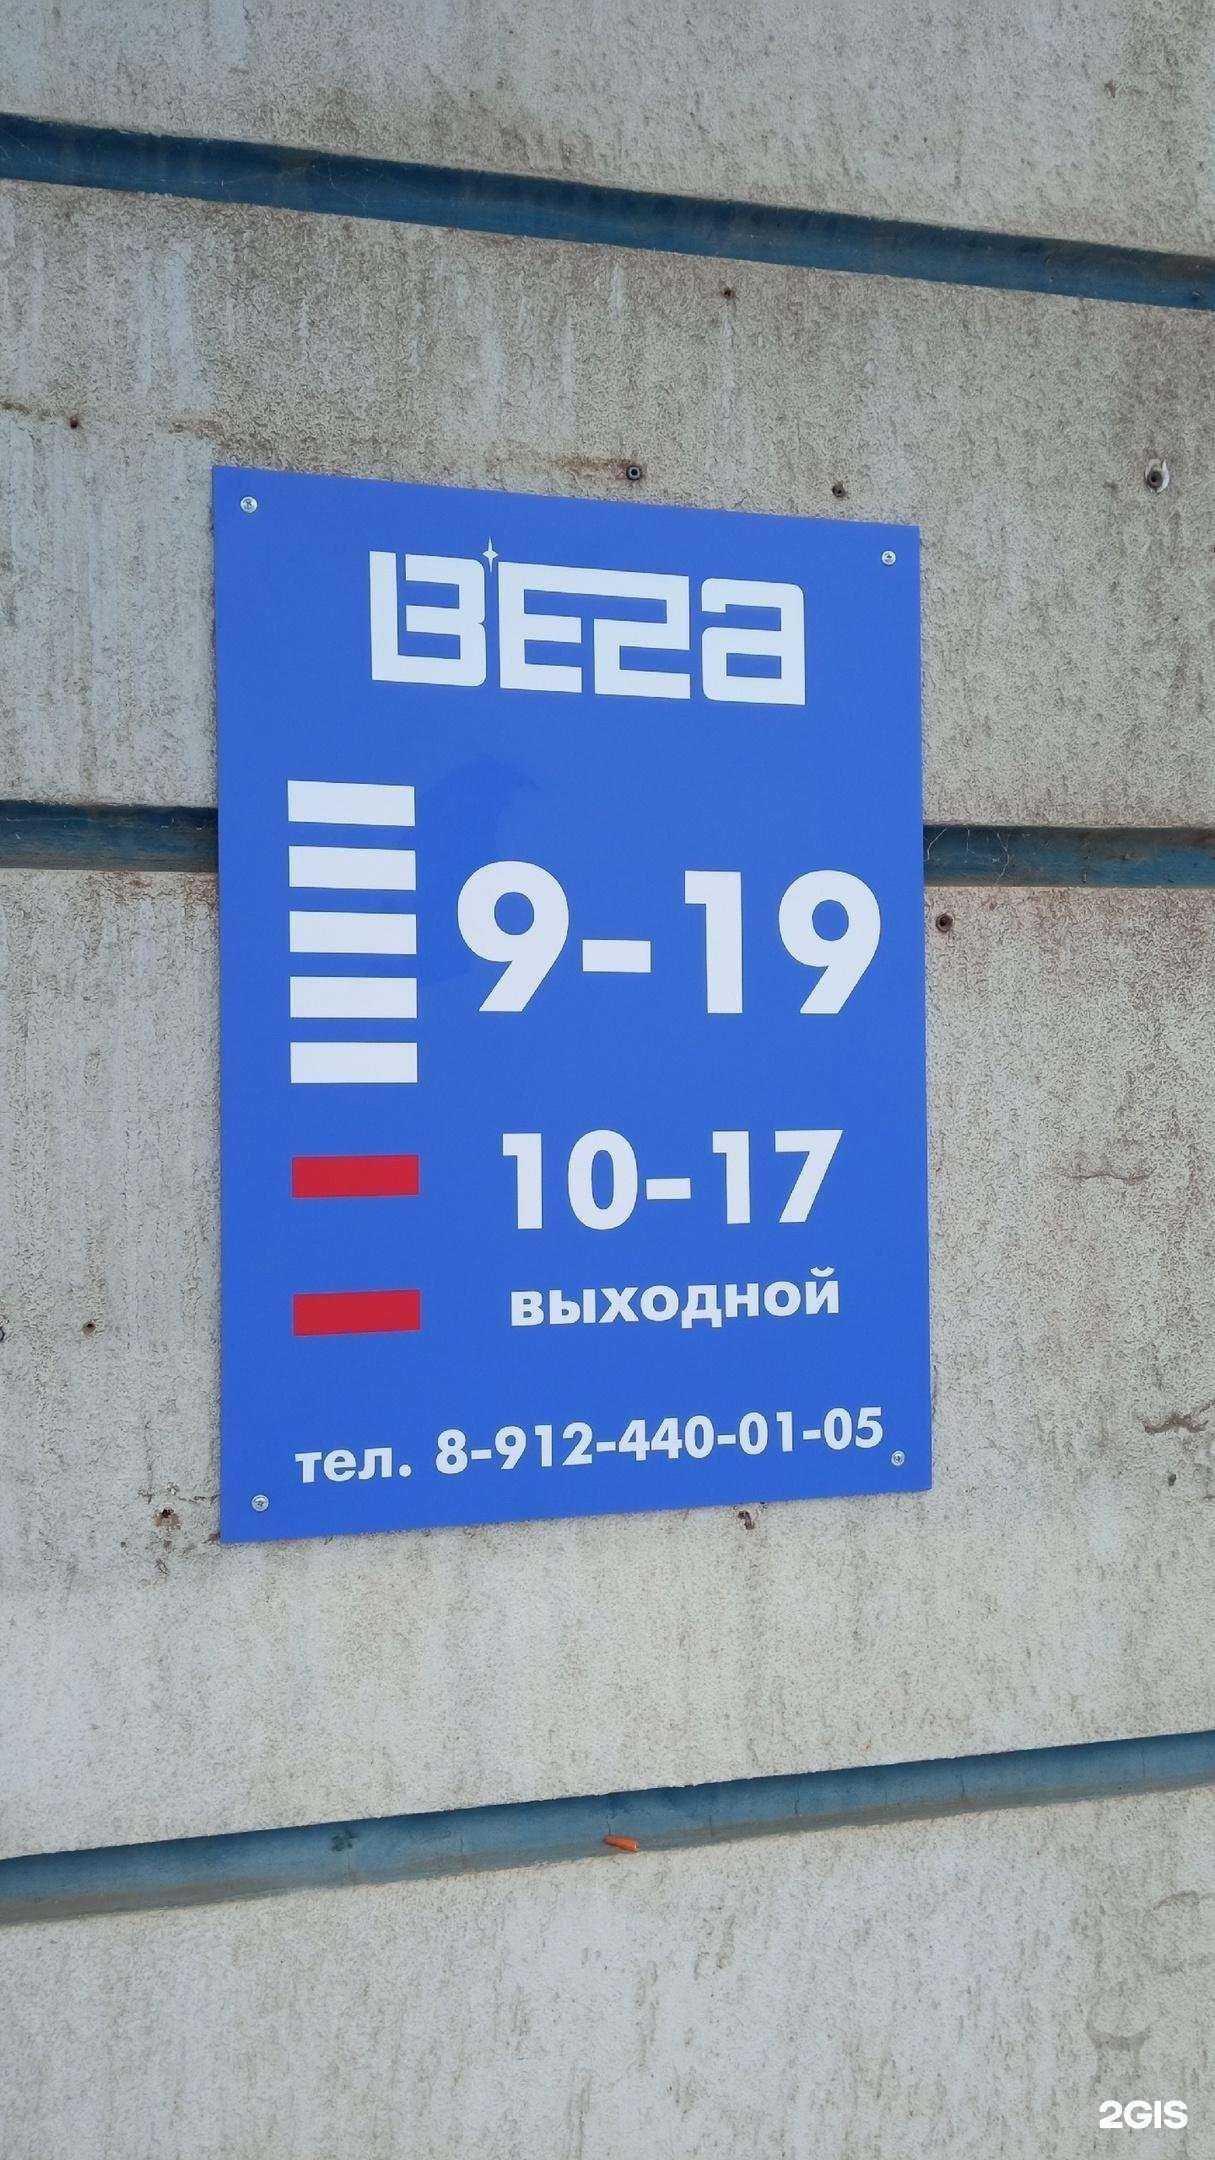 Вега
9-19
10-17
выходной
тел. 8-912-440-01-05
2GIS